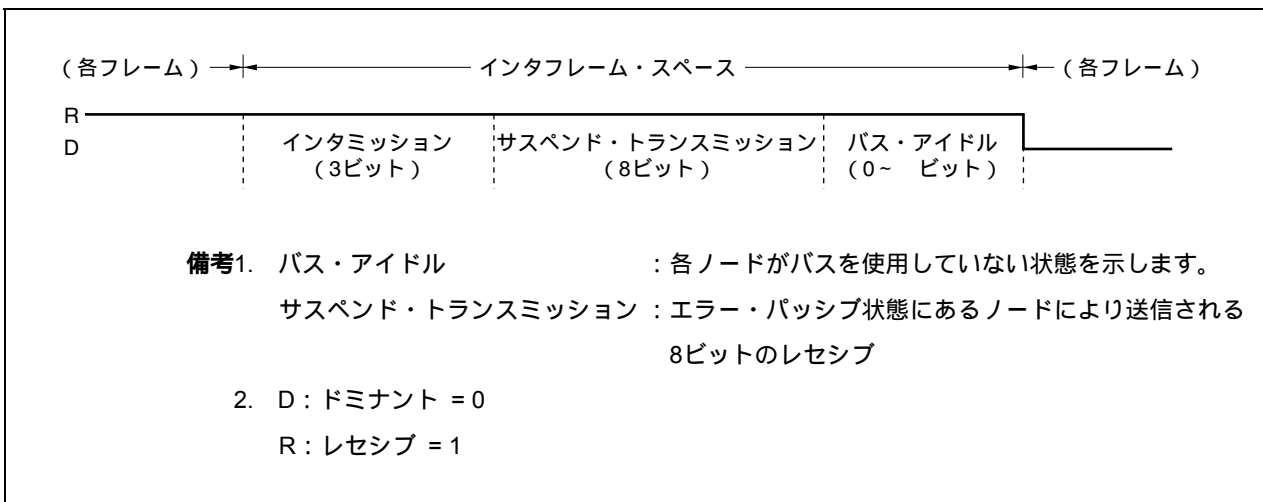 （各フレーム） インタフレーム・スペース （各フレーム）
R
D
インタミッション サスペンド・トランスミッション バス・アイドル
（3ビット） （8ビット） （0~ ビット）
備考1. バス・アイドル ：各ノードがバスを使用していない状態を示します。
サスペンド・トランスミッション ：エラー・パッシブ状態にあるノードにより送信される
8ビットのレセシブ
2. D：ドミナント = 0
R：レセシブ = 1